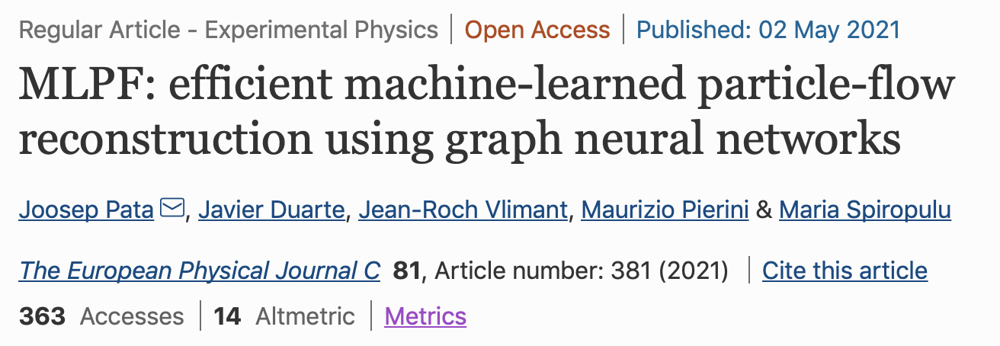 Regular Article - Experimental Physics | Open Access | Published: 02 May 2021
MLPF: efficient machine-learned particle-flow
reconstruction using graph neural networks
Joosep Pata, Javier Duarte, Jean-Roch Vlimant, Maurizio Pierini & Maria Spiropulu
The European Physical Journal C 81, Article number: 381 (2021) | Cite this article
363 Accesses | 14 Altmetric | Metrics